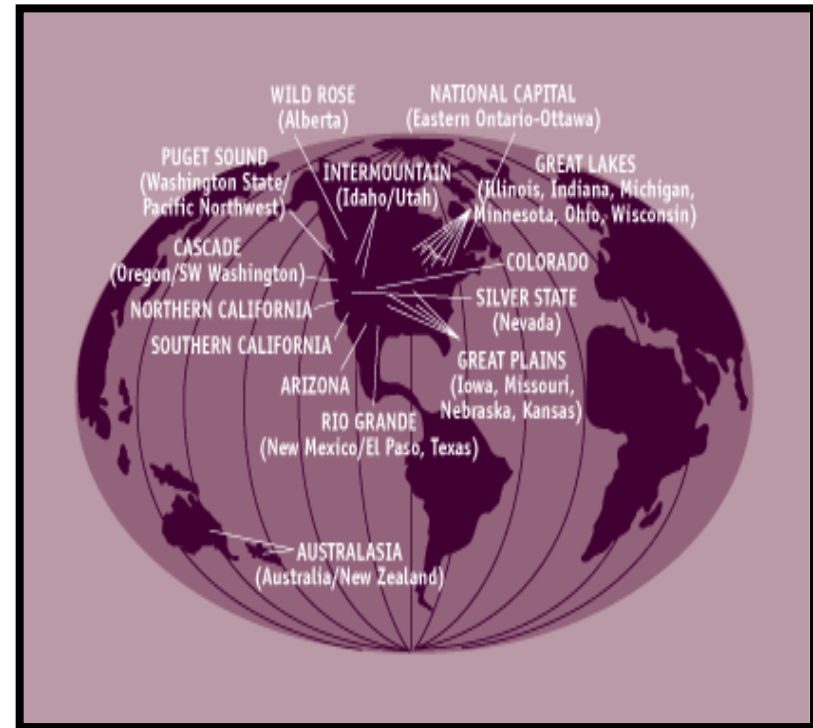 WILD ROSE
(Alberta)
NATIONAL CAPITAL
(Eastern Ontario-Ottawa)
PUGET SOUND
(Washington State/
Pacific Northwest)
INTERMOUNTAIN
(Idaho/Utah)
GREAT LAKES
(Illinois, Indiana, Michigan,
Minnesota, Ohio, Wisconsin)
CASCADE
(Oregon/SW Washington)
COLORADO
NORTHERN CALIFORNIA
SILVER STATE
(Nevada)
SOUTHERN CALIFORNIA
GREAT PLAINS
(Iowa, Missouri,
Nebraska, Kansas)
ARIZONA
RIO GRANDE
(New Mexico/El Paso, Texas)
AUSTRALASIA
(Australia/New Zealand)